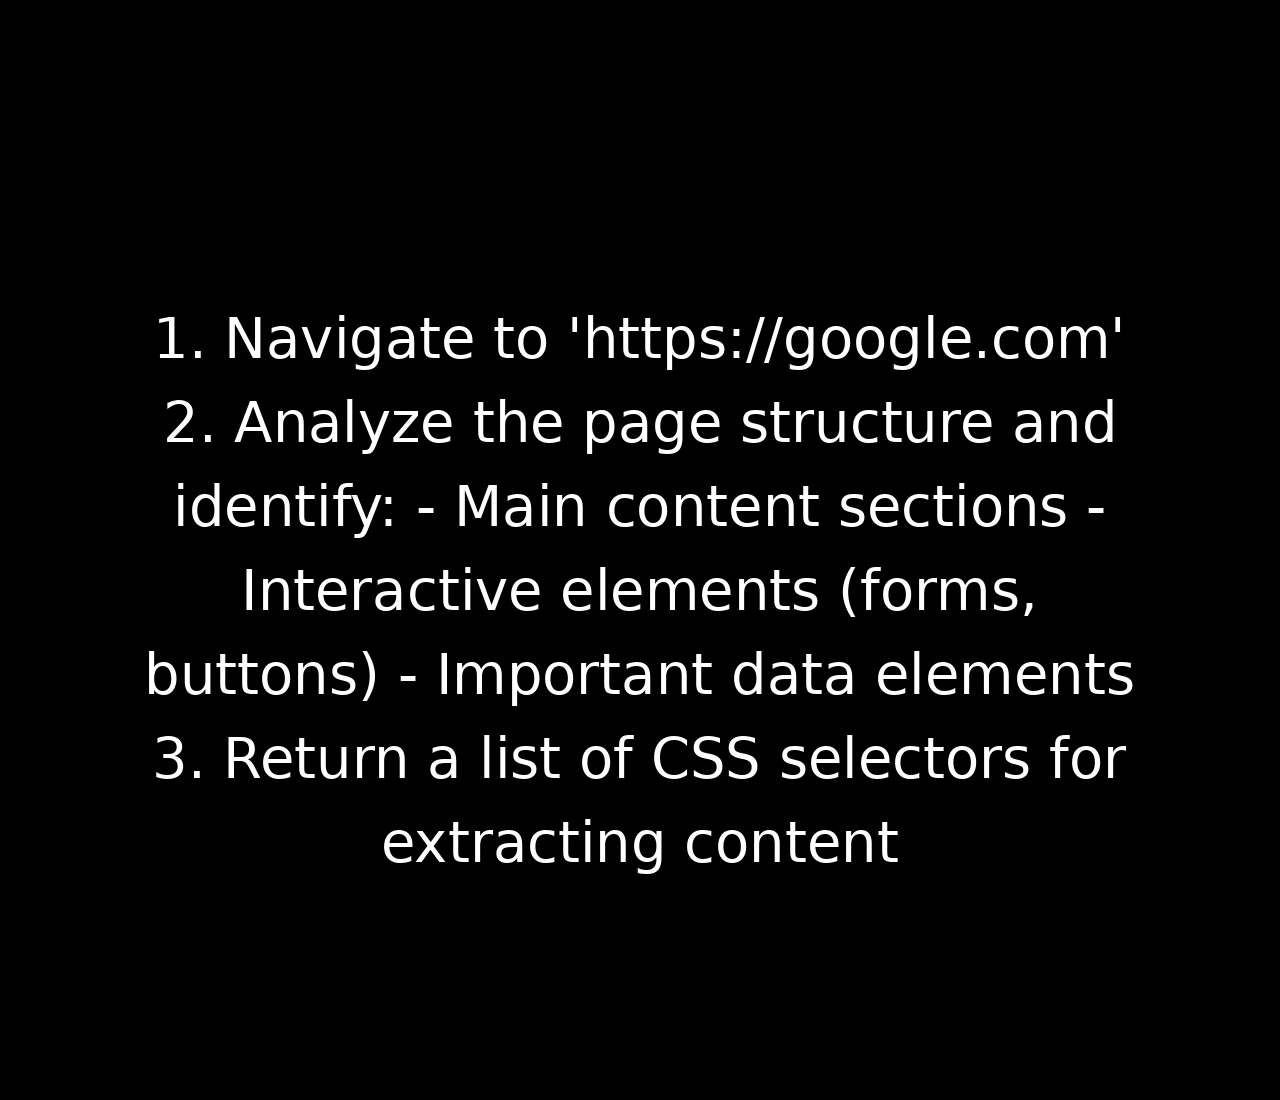 1. Navigate to 'https://google.com'
2. Analyze the page structure and
identify: - Main content sections -
Interactive elements (forms,
buttons) - Important data elements
3. Return a list of CSS selectors for
extracting content